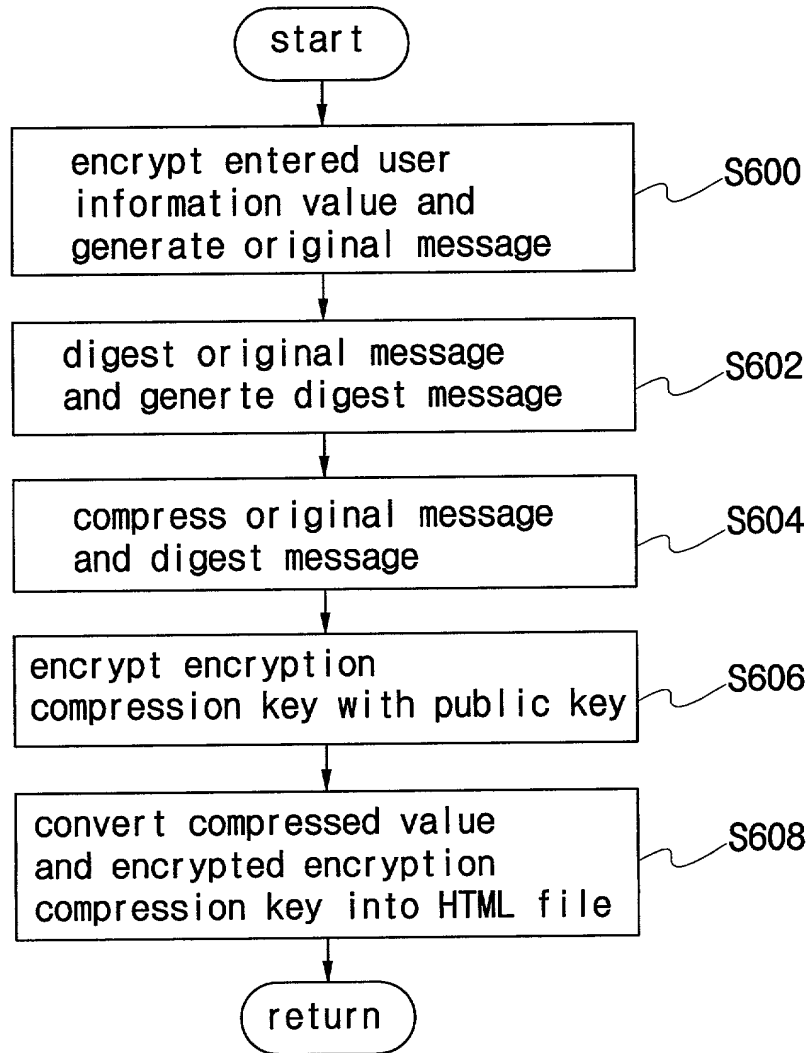 start
encrypt entered user
information value and
generate original message
S600
digest original message
and generte digest message
S602
compress original message
and digest message
S604
encrypt encryption
compression key with public key
S606
convert compressed value
and encrypted encryption
compression key into HTML file
S608
return